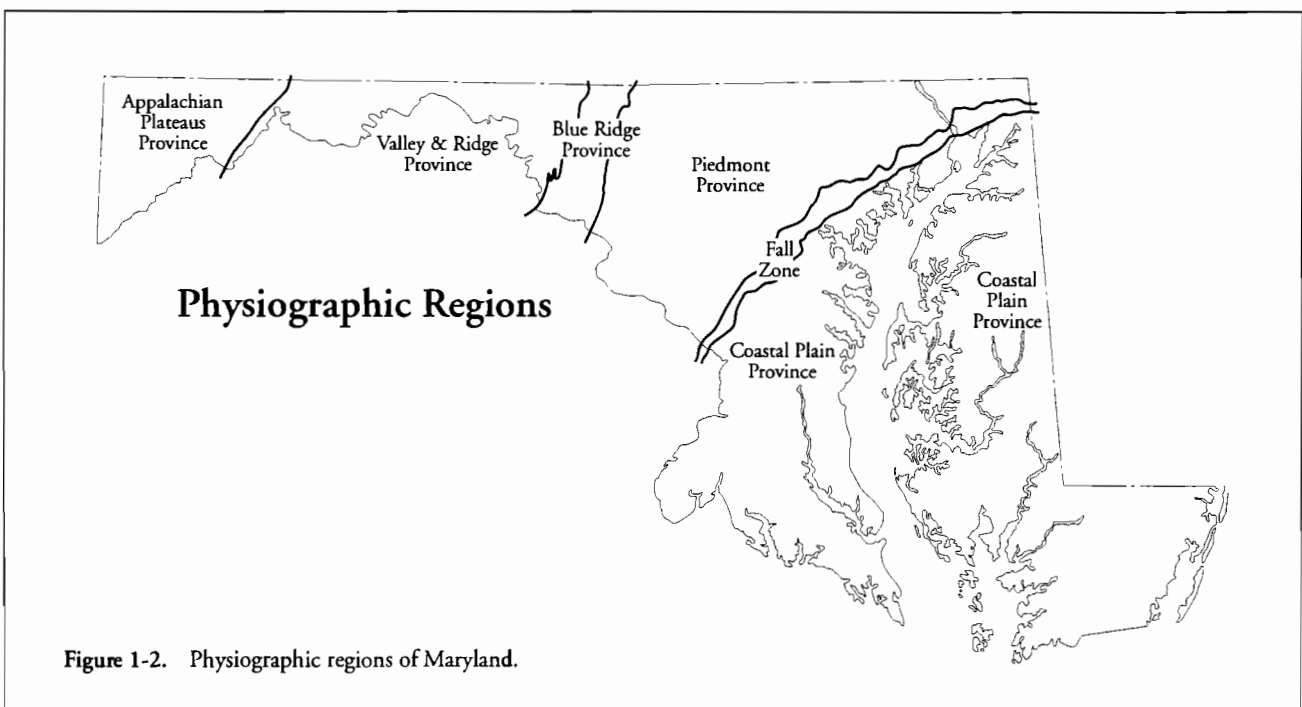 Appalachian
Plateaus
Province
Valley & Ridge
Province
Blue Ridge
Province
Piedmont
Province
Fall
Zone
Coastal
Plain
Province
Physiographic Regions
Coastal Plain
Province
Figure 1-2. Physiographic regions of Maryland.